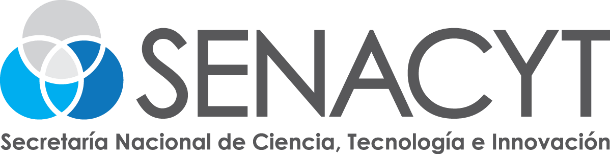 SENACYT
Secretaría Nacional de Ciencia, Tecnología e Innovación